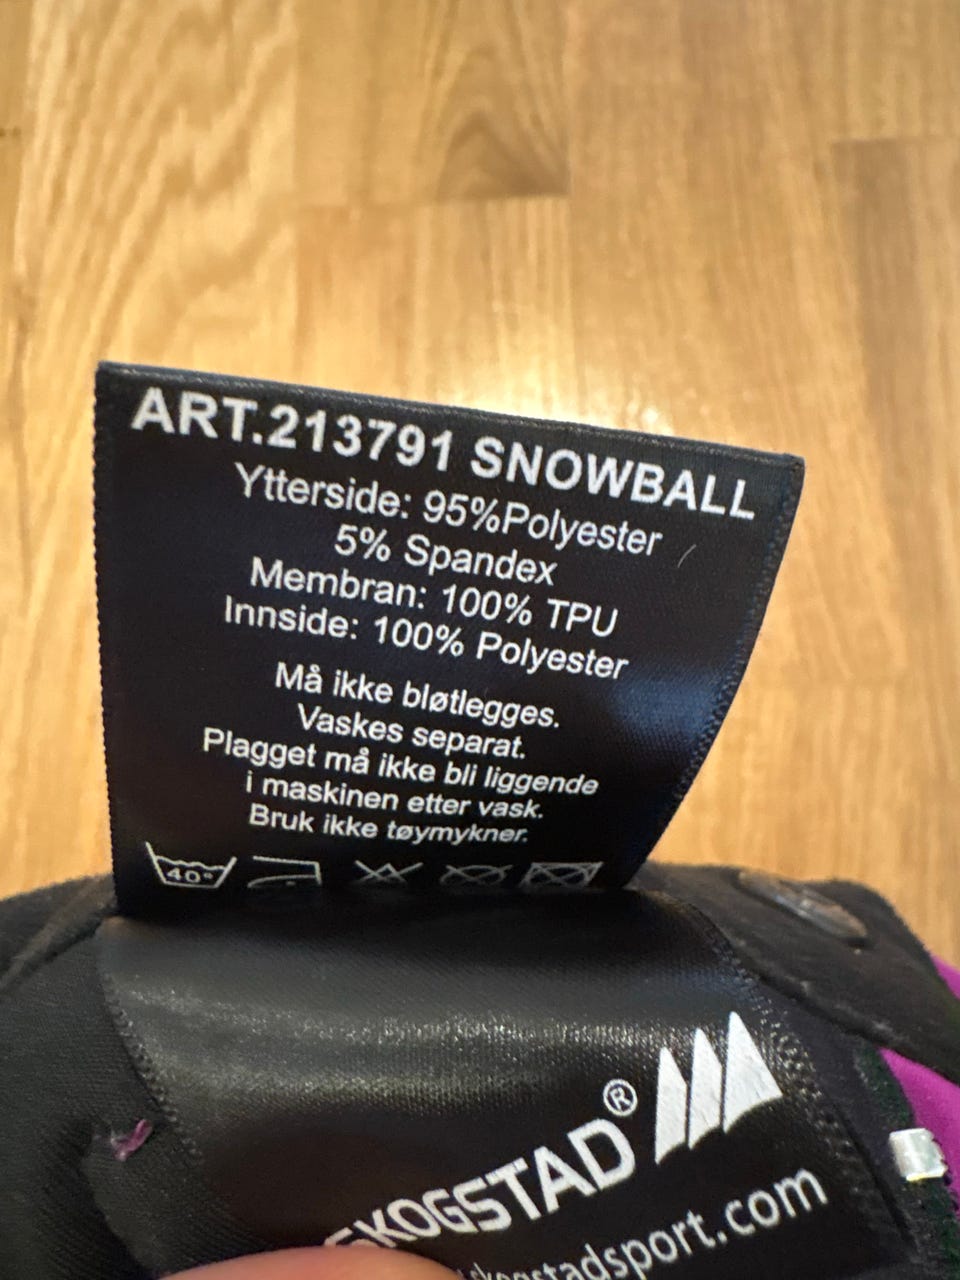 ART.213791 SNOWBALL
Ytterside: 95%Polyester
5% Spandex
Membran: 100% TPU
Innside: 100% Polyester
Må ikke bløtlegges.
Vaskes separat.
Plagget må ikke bli liggende
i maskinen etter vask.
Bruk ikke tøymykner.
40°
SKOGSTAD®
skogstadsport.com